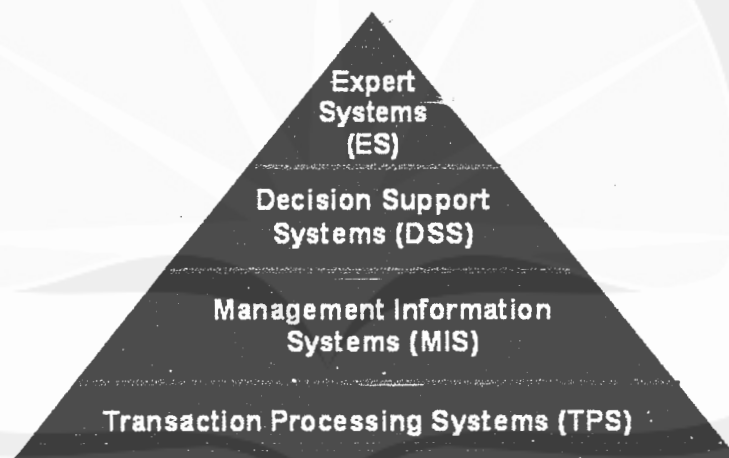 Expert
Systems
(ES)
Decision Support
Systems (DSS)
Management Information
Systems (MIS)
Transaction Processing Systems (TPS)